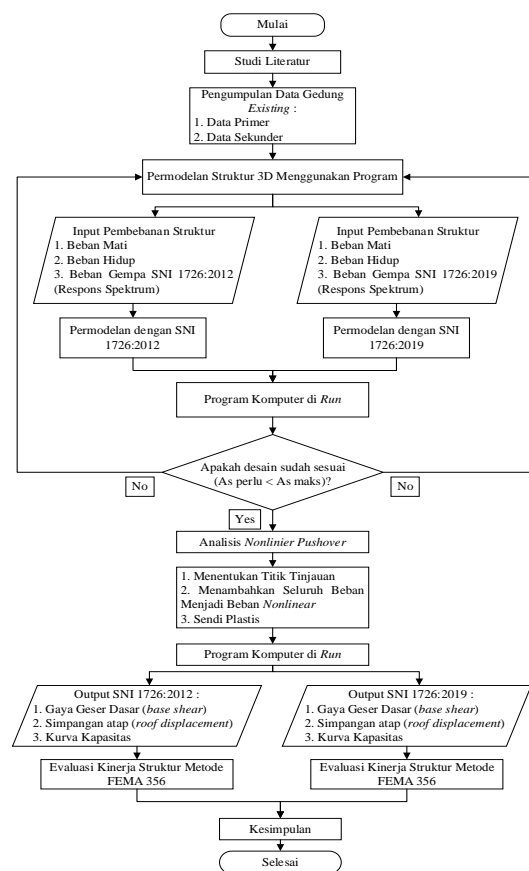 Mulai
Studi Literatur
Pengumpulan Data Gedung
Existing :
1. Data Primer
2. Data Sekunder
Permodelan Struktur 3D Menggunakan Program
Input Pembebanan Struktur
1. Beban Mati
2. Beban Hidup
3. Beban Gempa SNI 1726:2012
(Respons Spektrum)
Input Pembebanan Struktur
1. Beban Mati
2. Beban Hidup
3. Beban Gempa SNI 1726:2019
(Respons Spektrum)
Permodelan dengan SNI
1726:2012
Permodelan dengan SNI
1726:2019
Program Komputer di Run
Apakah desain sudah sesuai
(As perlu < As maks)?
No
No
Yes
Analisis Nonlinier Pushover
1. Menentukan Titik Tinjauan
2. Menambahkan Seluruh Beban
Menjadi Beban Nonlinear
3. Sendi Plastis
Program Komputer di Run
Output SNI 1726:2012 :
1. Gaya Geser Dasar (base shear)
2. Simpangan atap (roof displacement)
3. Kurva Kapasitas
Output SNI 1726:2019 :
1. Gaya Geser Dasar (base shear)
2. Simpangan atap (roof displacement)
3. Kurva Kapasitas
Evaluasi Kinerja Struktur Metode
FEMA 356
Evaluasi Kinerja Struktur Metode
FEMA 356
Kesimpulan
Selesai